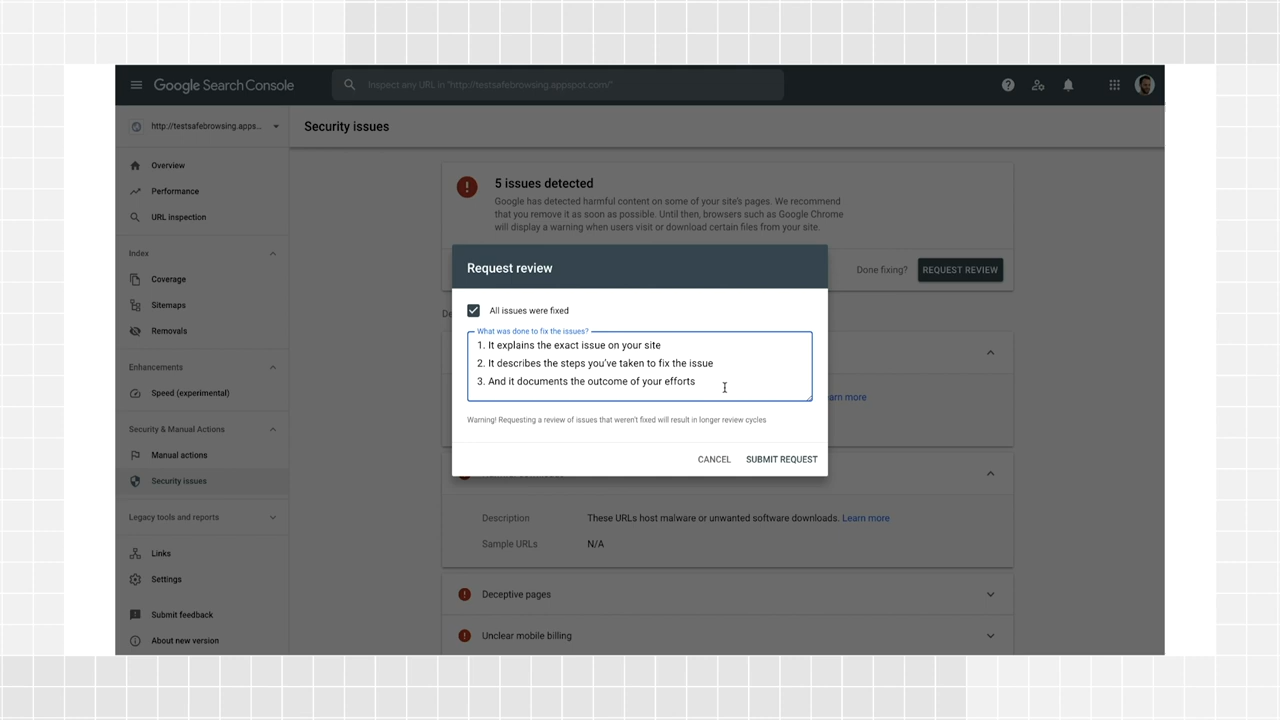 Google Search Console
Inspect any URL in "http://testsafebrowsing.appspot.com/"
http://testsafebrowsing.apps...
Security issues
Overview
Performance
URL inspection
Index
Coverage
Sitemaps
Removals
Enhancements
Speed (experimental)
Security & Manual Actions
Manual actions
Security issues
Legacy tools and reports
Links
Settings
Submit feedback
About new version
5 issues detected
Google has detected harmful content on some of your site's pages. We recommend
that you remove it as soon as possible. Until then, browsers such as Google Chrome
will display a warning when users visit or download certain files from your site.
Done fixing? REQUEST REVIEW
Request review
All issues were fixed
What was done to fix the issues?
1. It explains the exact issue on your site
2. It describes the steps you've taken to fix the issue
3. And it documents the outcome of your efforts
Warning! Requesting a review of issues that weren't fixed will result in longer review cycles
CANCEL SUBMIT REQUEST
more
Description These URLs host malware or unwanted software downloads. Learn more
Sample URLs N/A
Deceptive pages
Unclear mobile billing